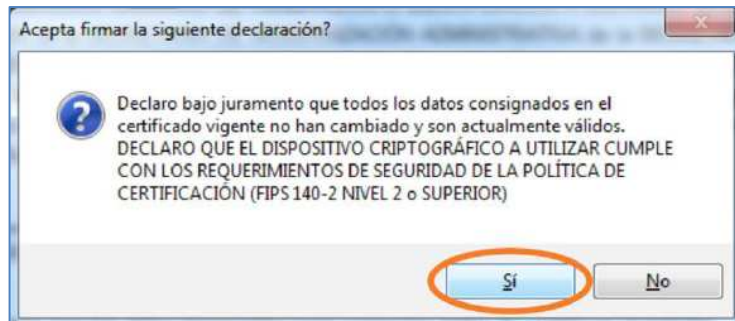 Acepta firmar la siguiente declaración?
Declaro bajo juramento que todos los datos consignados en el
certificado vigente no han cambiado y son actualmente válidos.
DECLARO QUE EL DISPOSITIVO CRIPTOGRÁFICO A UTILIZAR CUMPLE
CON LOS REQUERIMIENTOS DE SEGURIDAD DE LA POLÍTICA DE
CERTIFICACIÓN (FIPS 140-2 NIVEL 2 o SUPERIOR)
Sí No